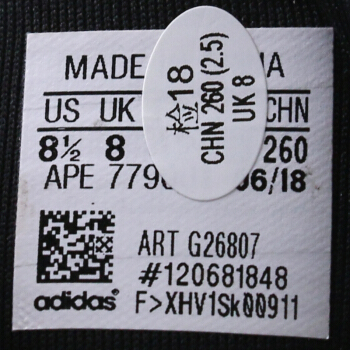 MADE
US UK CHN
8½ 8 260
APE 779 06/18
ART G26807
#120681848
adidas F>XHV1Sk00911
检18
CHN 260 (2.5)
UK 8